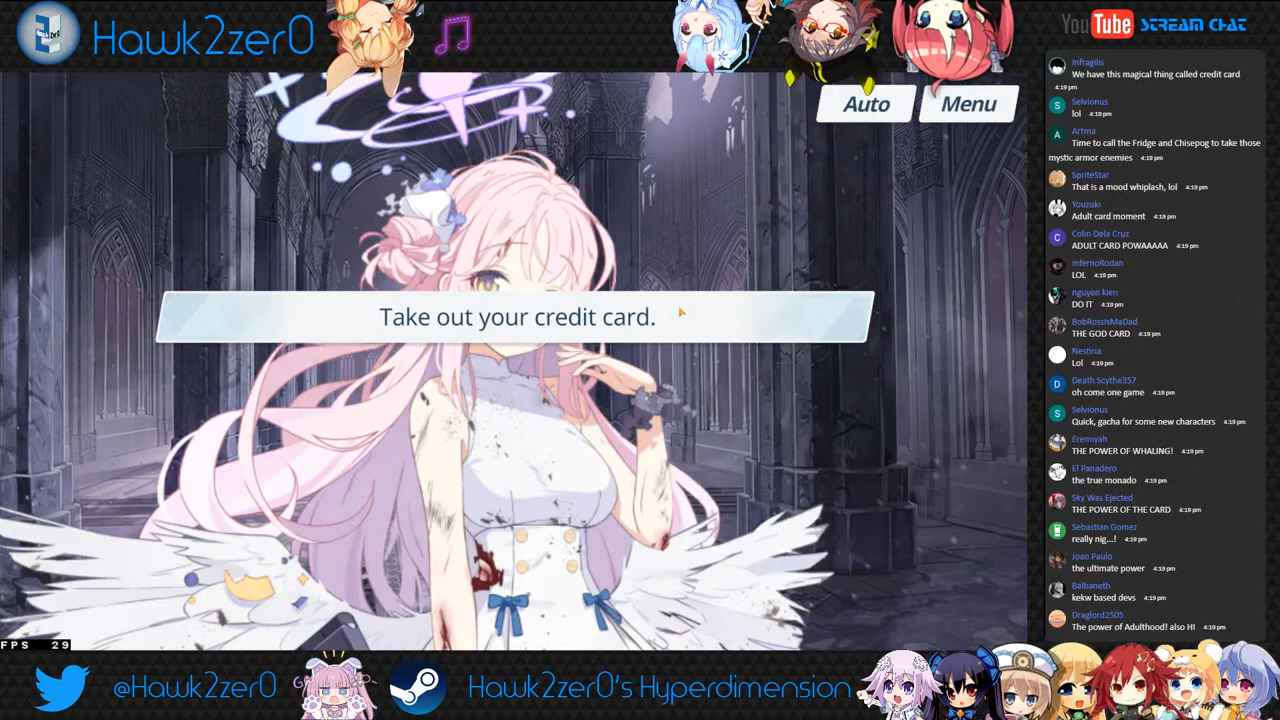 Hawk2zer0
YouTube STREAM CHAT
Auto
Menu
Take out your credit card.
Infragilis
We have this magical thing called credit card
4:19 pm
S
Selvionus
lol 4:19 pm
A
Artma
Time to call the Fridge and Chisepog to take those
mystic armor enemies 4:19 pm
SpriteStar
That is a mood whiplash, lol 4:19 pm
Youzuki
Adult card moment 4:19 pm
C
Colin Dela Cruz
ADULT CARD POWAAAAA 4:19 pm
InfernoRodan
LOL 4:19 pm
nguyen kien
DO IT 4:19 pm
BobRossIsMaDad
THE GOD CARD 4:19 pm
Nestiria
Lol 4:19 pm
D
Death Scythe357
oh come one game 4:19 pm
S
Selvionus
Quick, gacha for some new characters 4:19 pm
Eremiyah
THE POWER OF WHALING! 4:19 pm
El Panadero
the true monado 4:19 pm
Sky Was Ejected
THE POWER OF THE CARD 4:19 pm
Sebastian Gomez
really nig...! 4:19 pm
Joao Paulo
the ultimate power 4:19 pm
Balbaneth
kekw based devs 4:19 pm
Draglord2505
The power of Adulthood! also HI 4:19 pm
FPS 29
@Hawk2zer0
Hawk2zer0's Hyperdimension